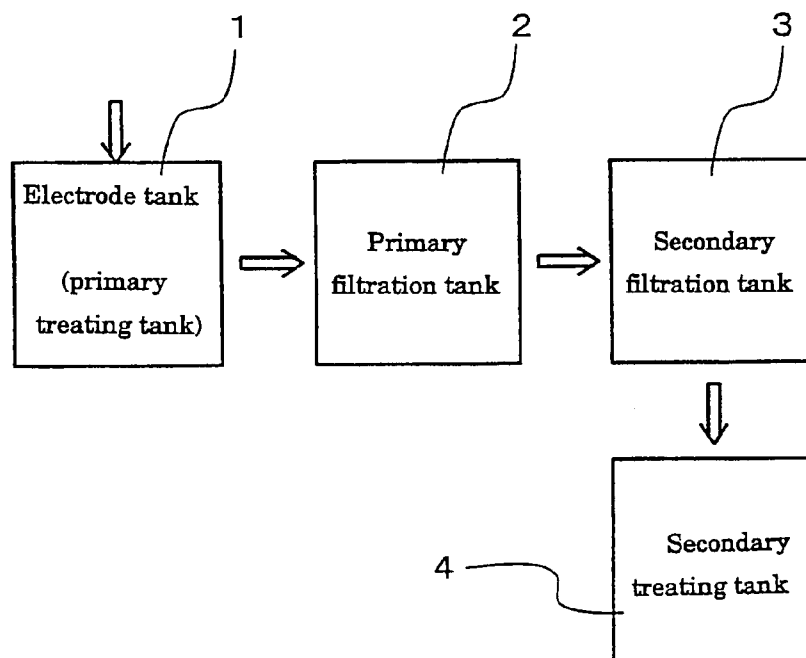 1
2
3
Electrode tank
(primary
treating tank)
Primary
filtration tank
Secondary
filtration tank
4
Secondary
treating tank